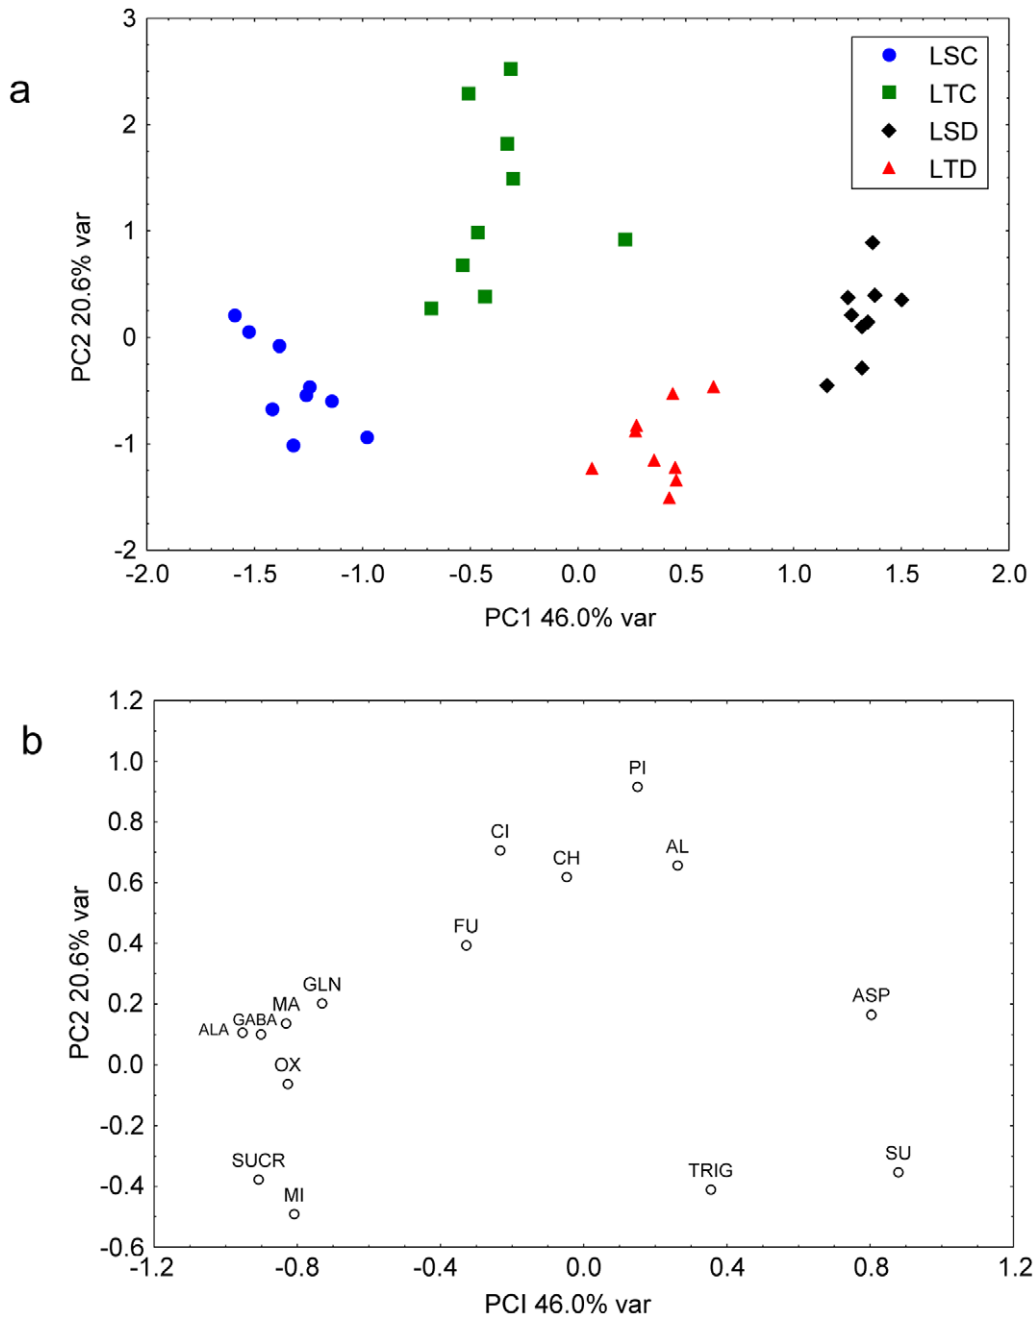 a
3
2
1
0
-1
-2
PC2 20.6% var
LSC
LTC
LSD
LTD
-2.0 -1.5 -1.0 -0.5 0.0 0.5 1.0 1.5 2.0
PC1 46.0% var
b
1.2
1.0
0.8
0.6
0.4
0.2
0.0
-0.2
-0.4
-0.6
PC2 20.6% var
PI
CI
CH
AL
FU
GLN
MA
GABA
ALA
ASP
OX
SUCR
MI
TRIG
SU
-1.2 -0.8 -0.4 0.0 0.4 0.8 1.2
PCI 46.0% var